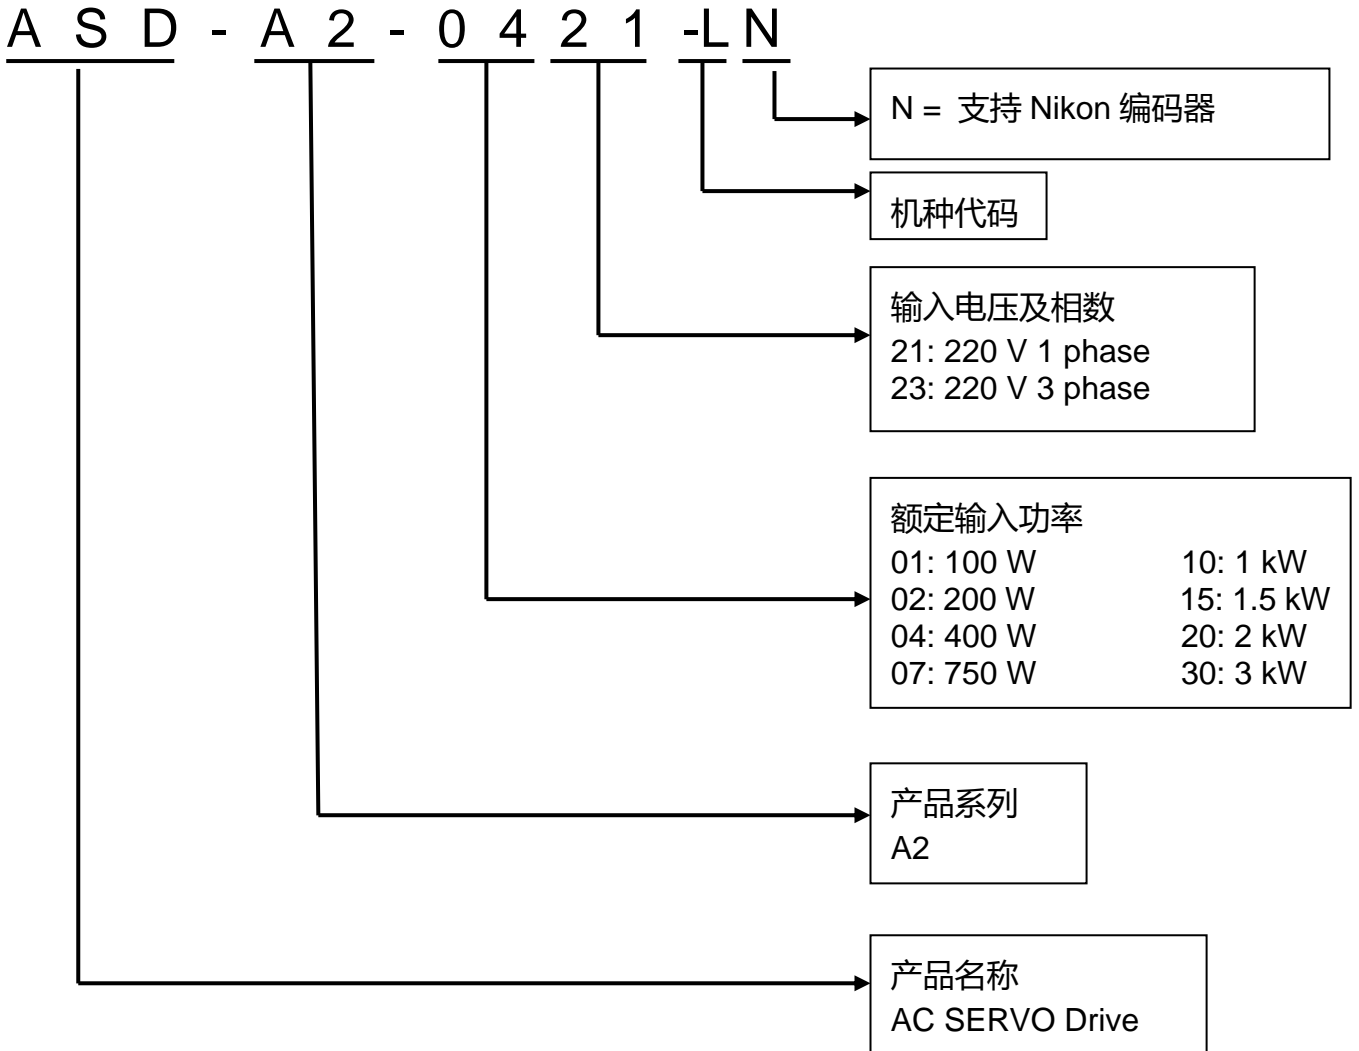 A S D - A 2 - 0 4 2 1 -L N
N = 支持 Nikon 编码器
机种代码
输入电压及相数
21: 220 V 1 phase
23: 220 V 3 phase
额定输入功率
01: 100 W 10: 1 kW
02: 200 W 15: 1.5 kW
04: 400 W 20: 2 kW
07: 750 W 30: 3 kW
产品系列
A2
产品名称
AC SERVO Drive